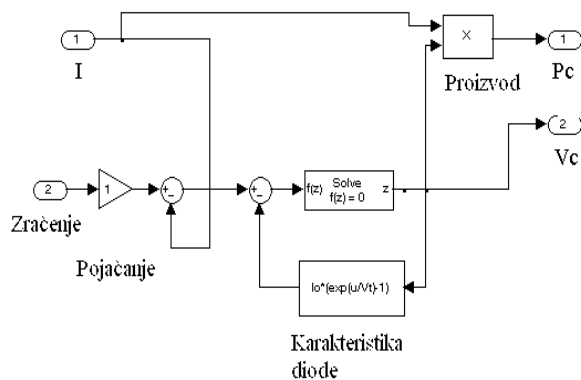 1
I
X
Proizvod
1
Pc
2
Vc
2
Zračenje
1
Pojačanje
+
-
+
-
f(z) Solve z
f(z) = 0
Io*(exp(u/Vt)-1)
Karakteristika
diode